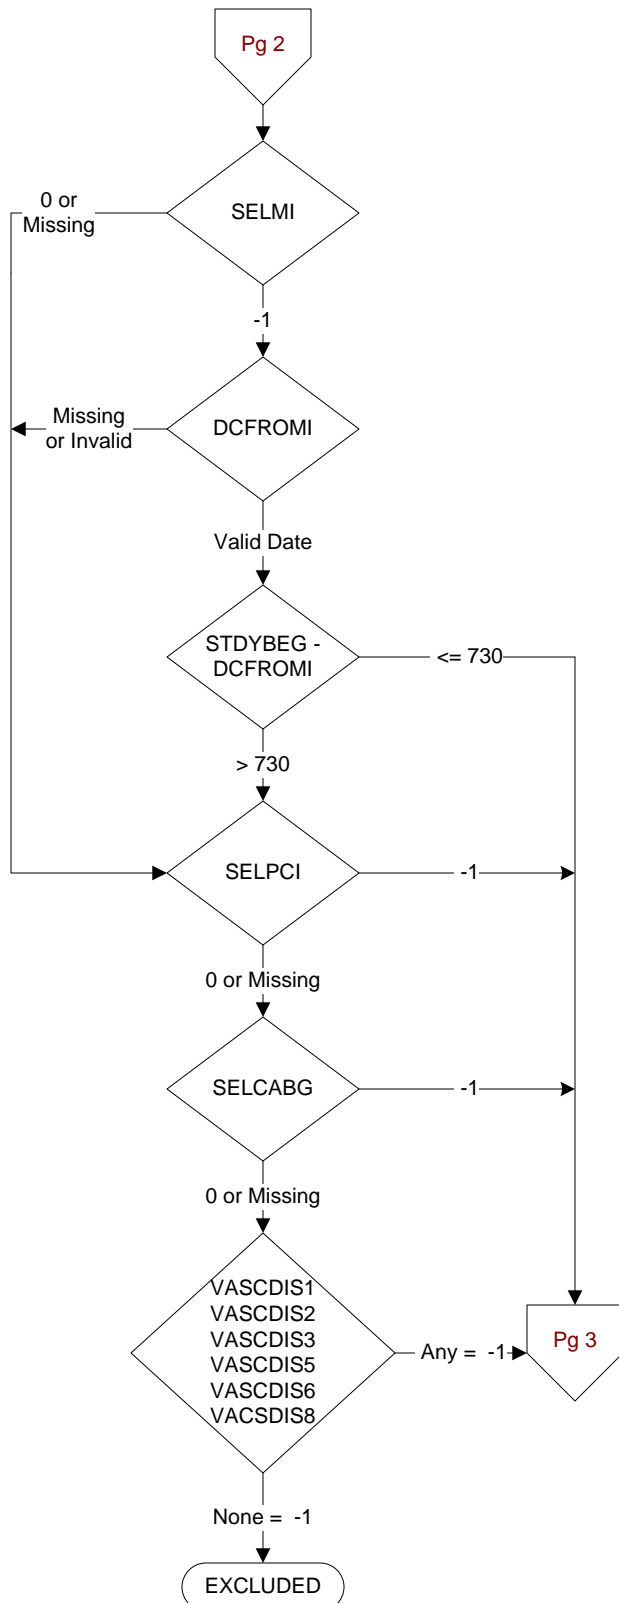 Pg 2
SELMI
0 or
Missing
-1
DCFROMI
Missing
or Invalid
Valid Date
STDYBEG -
DCFROMI
<= 730
> 730
SELPCI
-1
0 or Missing
SELCABG
-1
0 or Missing
VASCDIS1
VASCDIS2
VASCDIS3
VASCDIS5
VASCDIS6
VACSDIS8
Any = -1
Pg 3
None = -1
EXCLUDED